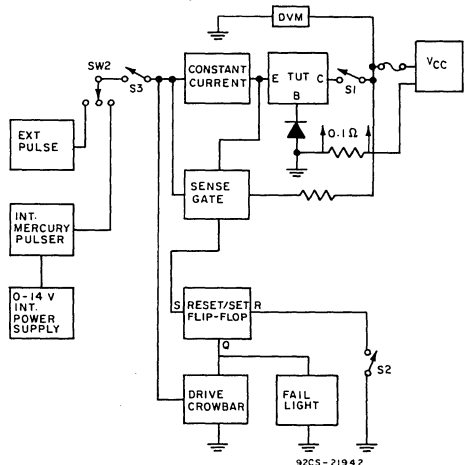 DVM
VCC
SW2
S3
CONSTANT
CURRENT
E TUT C
B
S1
0.1Ω
EXT
PULSE
SENSE
GATE
INT.
MERCURY
PULSER
0-14 V
INT.
POWER
SUPPLY
S RESET/SET R
FLIP-FLOP
Q
S2
DRIVE
CROWBAR
FAIL
LIGHT
92CS-21942